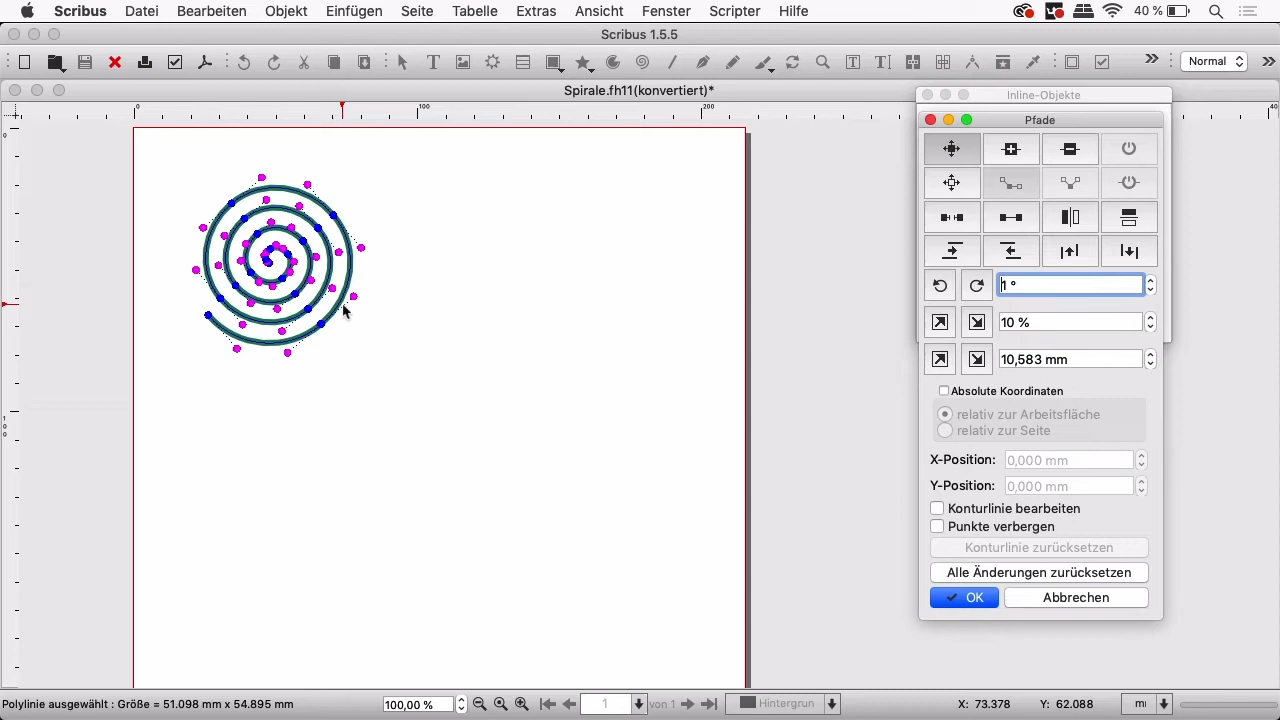 Scribus Datei Bearbeiten Objekt Einfügen Seite Tabelle Extras Ansicht Fenster Scripter Hilfe 40 %
Scribus 1.5.5
Normal
Spirale.fh11(konvertiert)*
Inline-Objekte
0 100 200
Pfade
0
1 °
10 %
10,583 mm
Absolute Koordinaten
relativ zur Arbeitsfläche
100
relativ zur Seite
X-Position: 0,000 mm
Y-Position: 0,000 mm
Konturlinie bearbeiten
Punkte verbergen
Konturlinie zurücksetzen
Alle Änderungen zurücksetzen
OK Abbrechen
Polylinie ausgewählt : Größe = 51.098 mm x 54.895 mm 100,00 % 1 von 1 Hintergrun X: 73.378 Y: 62.088